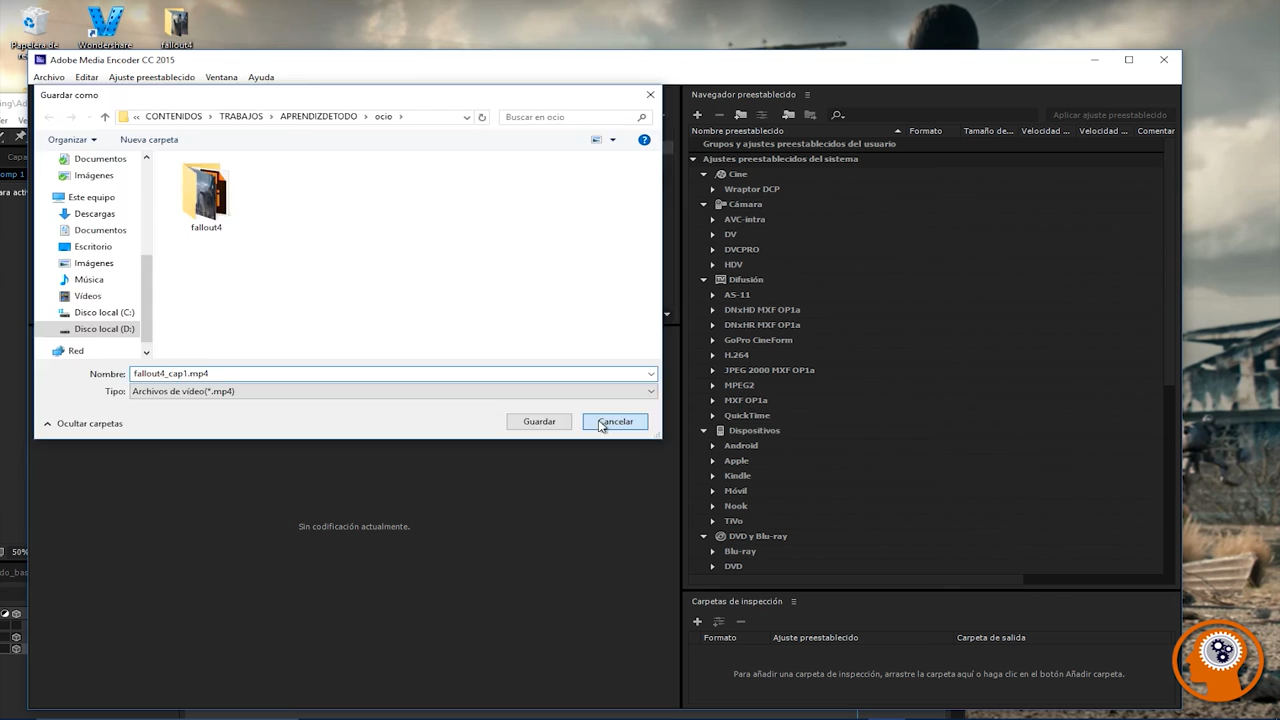 Papelera de
Wondershare
fallout4
Adobe Media Encoder CC 2015
Archivo Editar Ajuste preestablecido Ventana Ayuda
Guardar como
« CONTENIDOS TRABAJOS APRENDIZDETODO ocio
Buscar en ocio
Organizar Nueva carpeta
Documentos
Imágenes
Este equipo
Descargas
Documentos
Escritorio
Imágenes
Música
Vídeos
Disco local (C:)
Disco local (D:)
Red
fallout4
Nombre: fallout4_cap1.mp4
Tipo: Archivos de vídeo(*.mp4)
Ocultar carpetas
Guardar Cancelar
Sin codificación actualmente.
Navegador preestablecido
Aplicar ajuste preestablecido
Nombre preestablecido Formato Tamaño de... Velocidad ... Velocidad ... Comentar
Grupos y ajustes preestablecidos del usuario
Ajustes preestablecidos del sistema
Cine
Wraptor DCP
Cámara
AVC-intra
DV
DVCPRO
HDV
Difusión
AS-11
DNxHD MXF OP1a
DNxHR MXF OP1a
GoPro CineForm
H.264
JPEG 2000 MXF OP1a
MPEG2
MXF OP1a
QuickTime
Dispositivos
Android
Apple
Kindle
Móvil
Nook
TiVo
DVD y Blu-ray
Blu-ray
DVD
Carpetas de inspección
Formato Ajuste preestablecido Carpeta de salida
Para añadir una carpeta de inspección, arrastre la carpeta aquí o haga clic en el botón Añadir carpeta.
50%